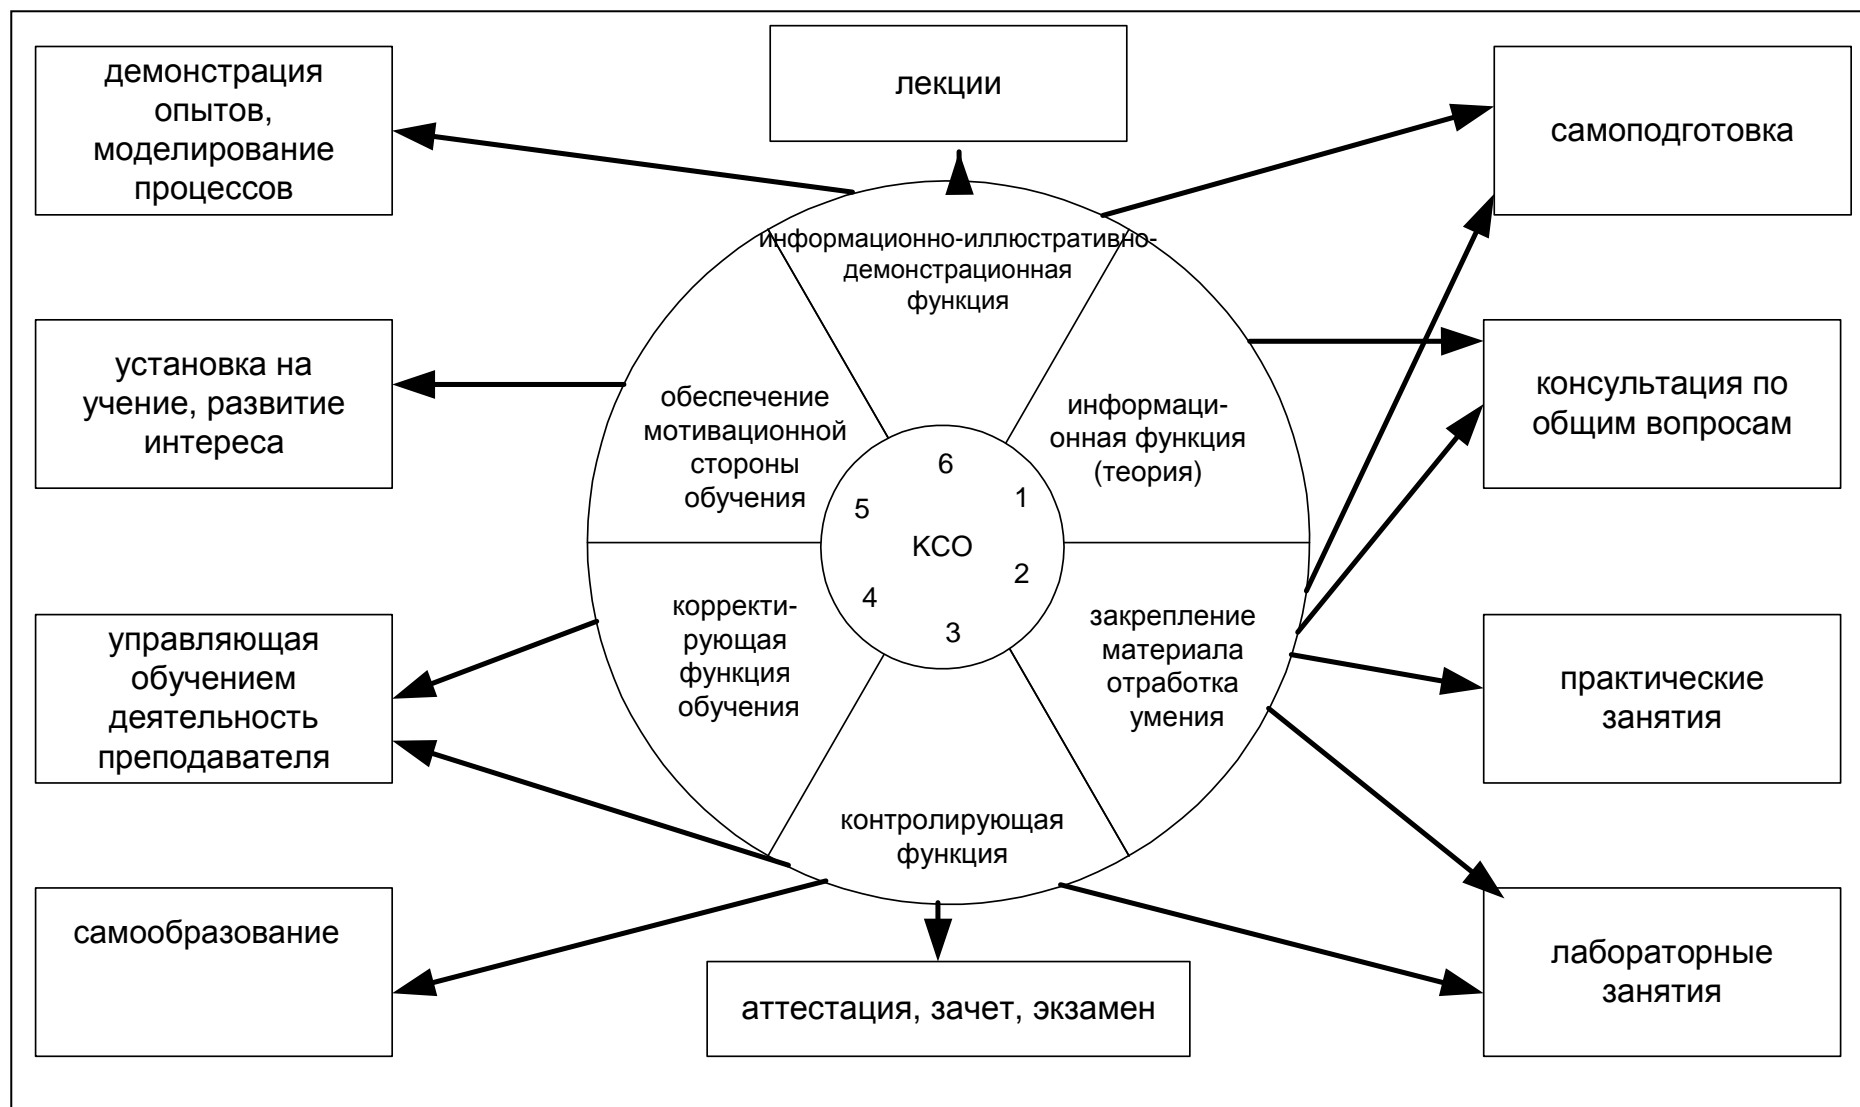 демонстрация
опытов,
моделирование
процессов
лекции
самоподготовка
информационно-иллюстративно-
демонстрационная
функция
установка на
учение, развитие
интереса
обеспечение
мотивационной
стороны
обучения
информаци-
онная функция
(теория)
консультация по
общим вопросам
6
1
5
КСО
2
4
3
управляющая
обучением
деятельность
преподавателя
корректи-
рующая
функция
обучения
закрепление
материала
отработка
умения
практические
занятия
контролирующая
функция
самообразование
аттестация, зачет, экзамен
лабораторные
занятия